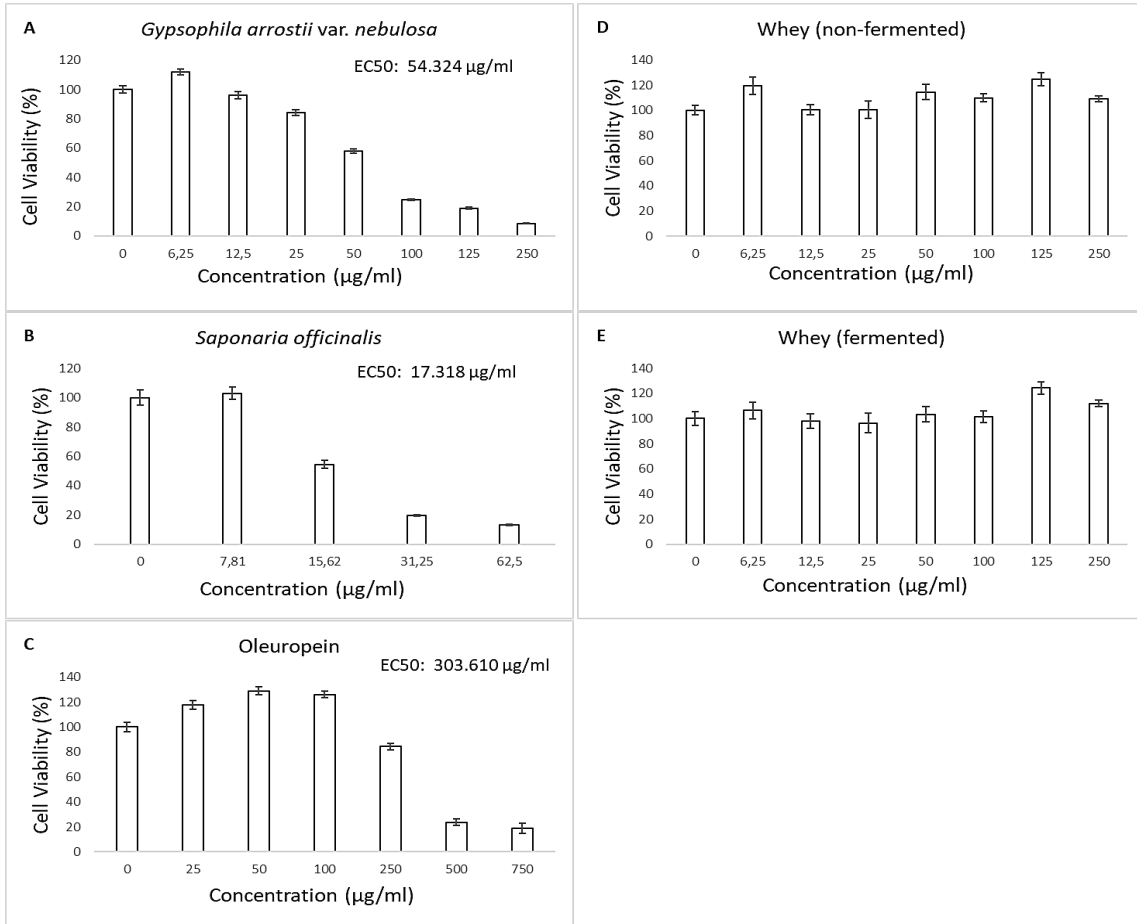 A
Gypsophila arrostii var. nebulosa
EC50: 54.324 µg/ml
Cell Viability (%)
120
100
80
60
40
20
0
0 6,25 12,5 25 50 100 125 250
Concentration (µg/ml)
B
Saponaria officinalis
EC50: 17.318 µg/ml
Cell Viability (%)
120
100
80
60
40
20
0
0 7,81 15,62 31,25 62,5
Concentration (µg/ml)
C
Oleuropein
EC50: 303.610 µg/ml
Cell Viability (%)
140
120
100
80
60
40
20
0
0 25 50 100 250 500 750
Concentration (µg/ml)
D
Whey (non-fermented)
Cell Viability (%)
140
120
100
80
60
40
20
0
0 6,25 12,5 25 50 100 125 250
Concentration (µg/ml)
E
Whey (fermented)
Cell Viability (%)
140
120
100
80
60
40
20
0
0 6,25 12,5 25 50 100 125 250
Concentration (µg/ml)